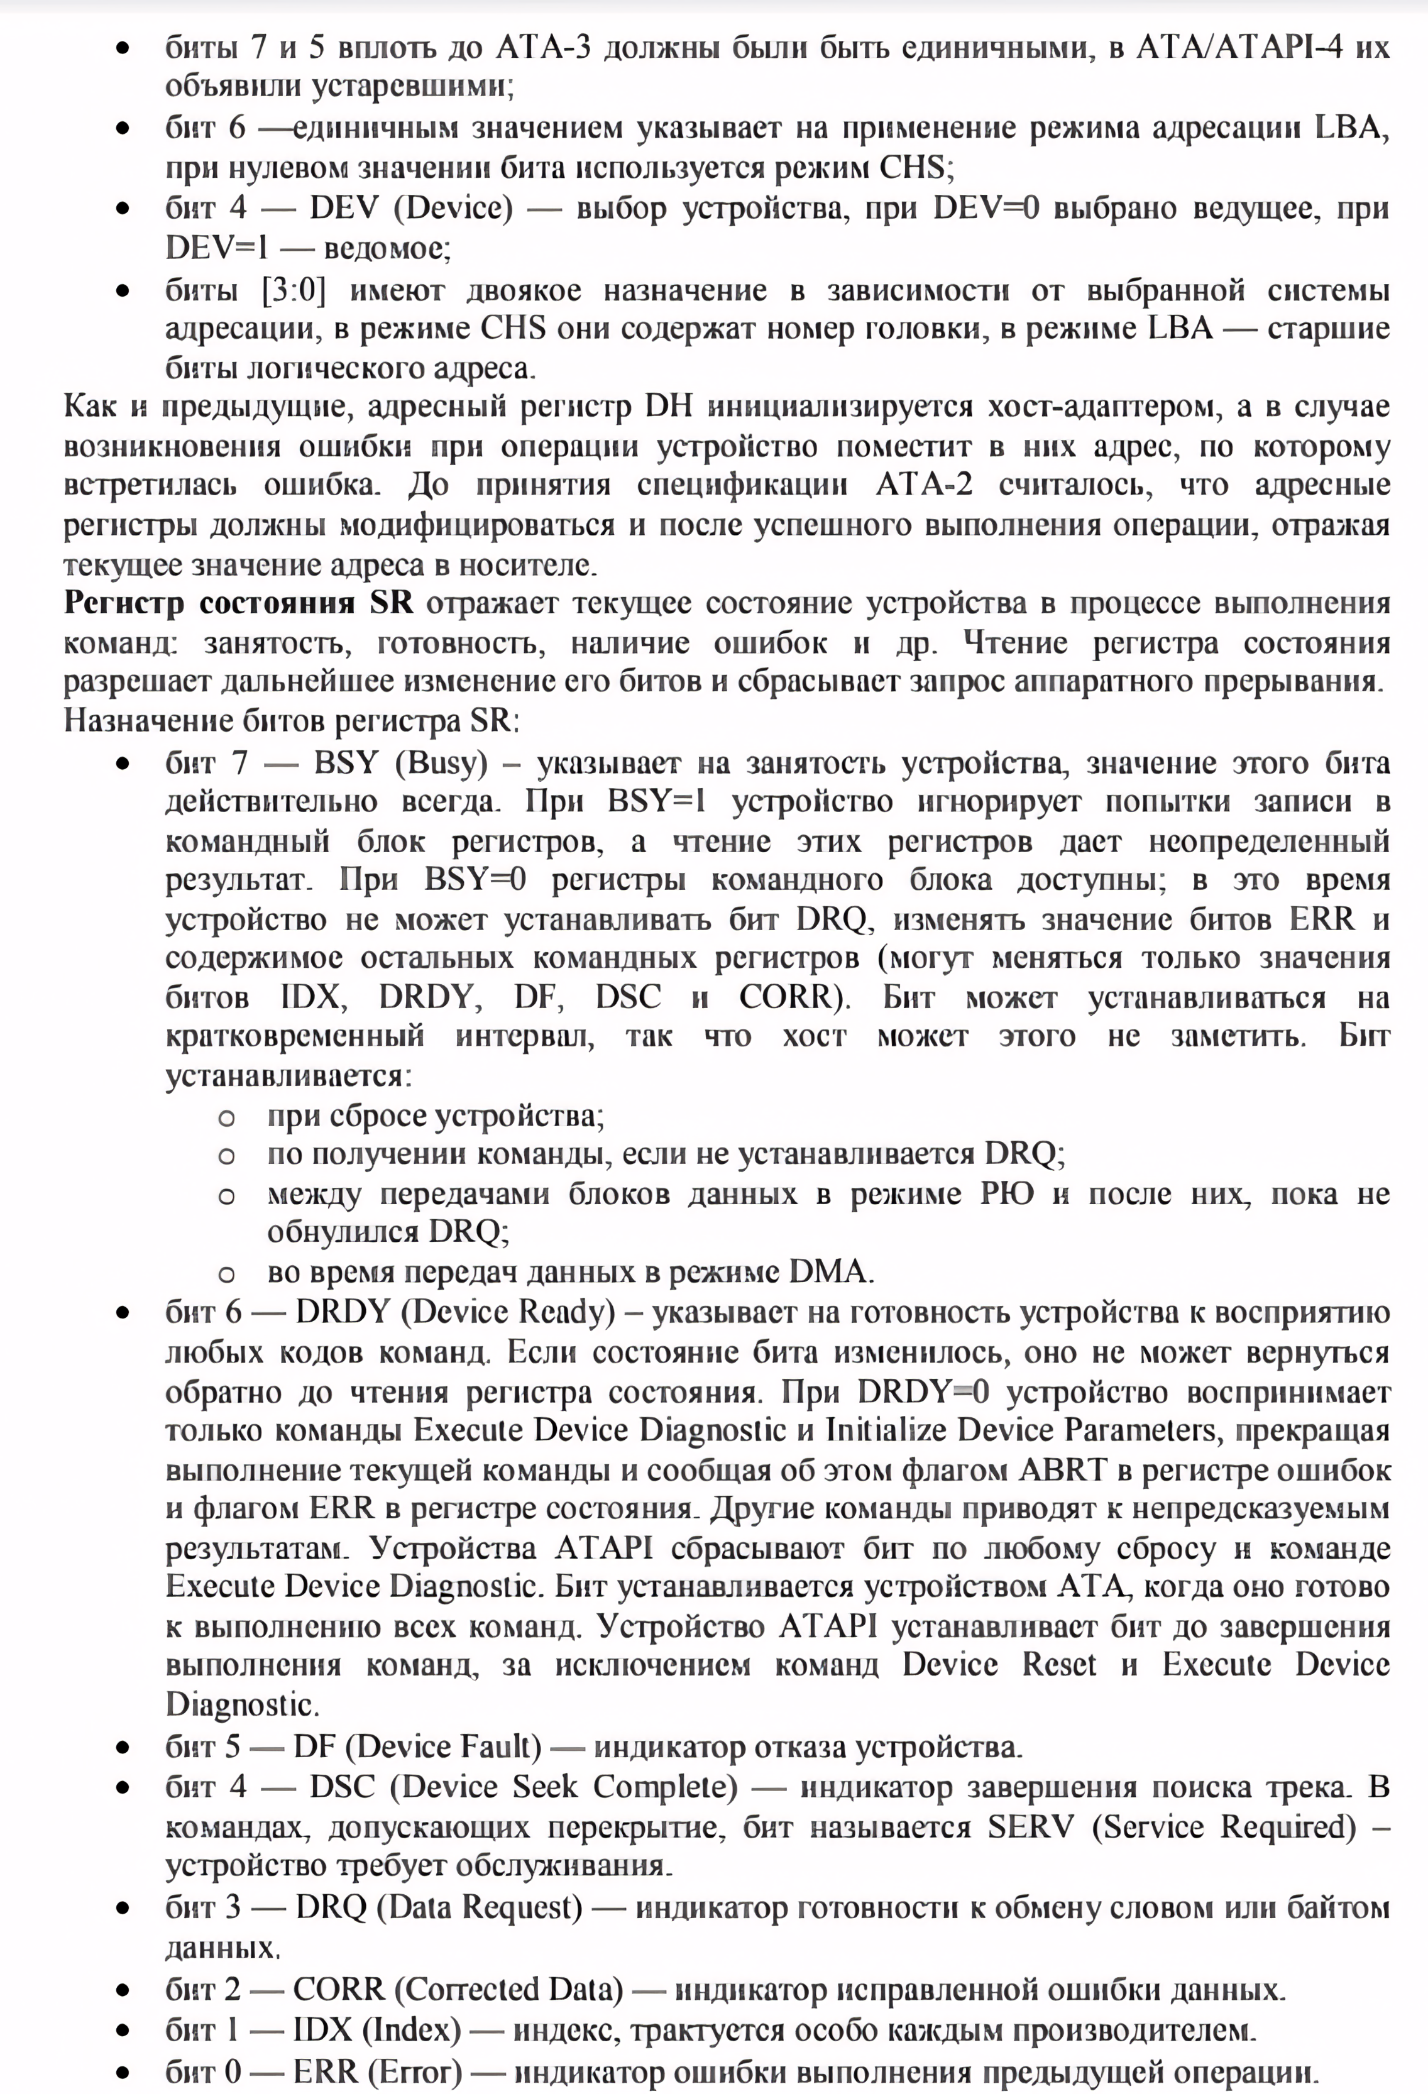 • биты 7 и 5 вплоть до АТА-3 должны были быть единичными, в ATA/ATAPI-4 их
объявили устаревшими;
• бит 6 —единичным значением указывает на применение режима адресации LBA,
при нулевом значении бита используется режим CHS;
• бит 4 — DEV (Device) — выбор устройства, при DEV=0 выбрано ведущее, при
DEV=1 — ведомое;
• биты [3:0] имеют двоякое назначение в зависимости от выбранной системы
адресации, в режиме CHS они содержат номер головки, в режиме LBA — старшие
биты логического адреса.
Как и предыдущие, адресный регистр DH инициализируется хост-адаптером, а в случае
возникновения ошибки при операции устройство поместит в них адрес, по которому
встретилась ошибка. До принятия спецификации АТА-2 считалось, что адресные
регистры должны модифицироваться и после успешного выполнения операции, отражая
текущее значение адреса в носителе.
Регистр состояния SR отражает текущее состояние устройства в процессе выполнения
команд: занятость, готовность, наличие ошибок и др. Чтение регистра состояния
разрешает дальнейшее изменение его битов и сбрасывает запрос аппаратного прерывания.
Назначение битов регистра SR:
• бит 7 — BSY (Busy) – указывает на занятость устройства, значение этого бита
действительно всегда. При BSY=1 устройство игнорирует попытки записи в
командный блок регистров, а чтение этих регистров дает неопределенный
результат. При BSY=0 регистры командного блока доступны; в это время
устройство не может устанавливать бит DRQ, изменять значение битов ERR и
содержимое остальных командных регистров (могут меняться только значения
битов IDX, DRDY, DF, DSC и CORR). Бит может устанавливаться на
кратковременный интервал, так что хост может этого не заметить. Бит
устанавливается:
○ при сбросе устройства;
○ по получении команды, если не устанавливается DRQ;
○ между передачами блоков данных в режиме РЮ и после них, пока не
обнулился DRQ;
○ во время передач данных в режиме DMA.
• бит 6 — DRDY (Device Ready) – указывает на готовность устройства к восприятию
любых кодов команд. Если состояние бита изменилось, оно не может вернуться
обратно до чтения регистра состояния. При DRDY=0 устройство воспринимает
только команды Execute Device Diagnostic и Initialize Device Parameters, прекращая
выполнение текущей команды и сообщая об этом флагом ABRT в регистре ошибок
и флагом ERR в регистре состояния. Другие команды приводят к непредсказуемым
результатам. Устройства ATAPI сбрасывают бит по любому сбросу и команде
Execute Device Diagnostic. Бит устанавливается устройством АТА, когда оно готово
к выполнению всех команд. Устройство ATAPI устанавливает бит до завершения
выполнения команд, за исключением команд Device Reset и Execute Device
Diagnostic.
• бит 5 — DF (Device Fault) — индикатор отказа устройства.
• бит 4 — DSC (Device Seek Complete) — индикатор завершения поиска трека. В
командах, допускающих перекрытие, бит называется SERV (Service Required) –
устройство требует обслуживания.
• бит 3 — DRQ (Data Request) — индикатор готовности к обмену словом или байтом
данных.
• бит 2 — CORR (Corrected Data) — индикатор исправленной ошибки данных.
• бит 1 — IDX (Index) — индекс, трактуется особо каждым производителем.
• бит 0 — ERR (Error) — индикатор ошибки выполнения предыдущей операции.